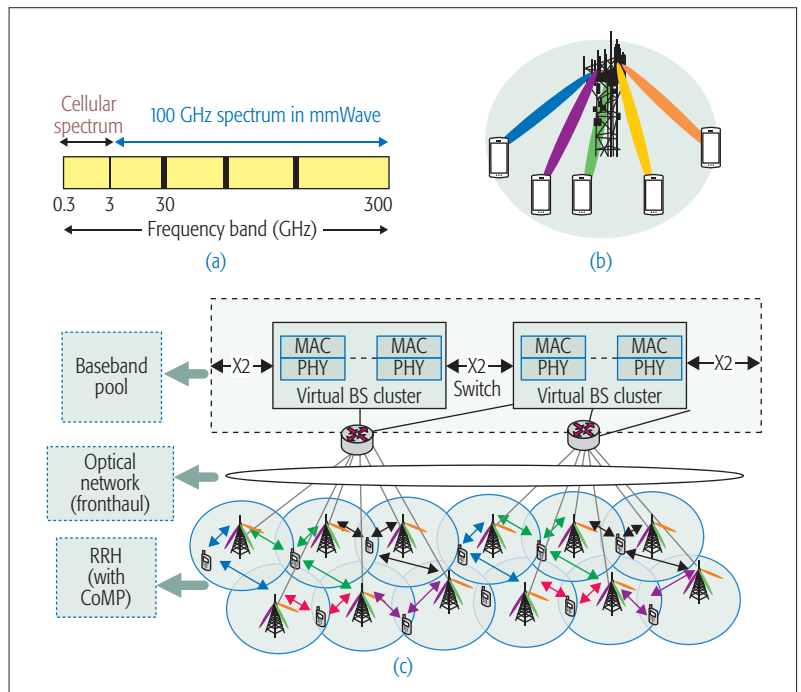 Cellular
spectrum
100 GHz spectrum in mmWave
0.3
3
30
300
Frequency band (GHz)
(a)
(b)
Baseband
pool
X2
MAC
PHY
MAC
PHY
Virtual BS cluster
X2
Switch
MAC
PHY
MAC
PHY
Virtual BS cluster
X2
Optical
network
(fronthaul)
RRH
(with
CoMP)
(c)